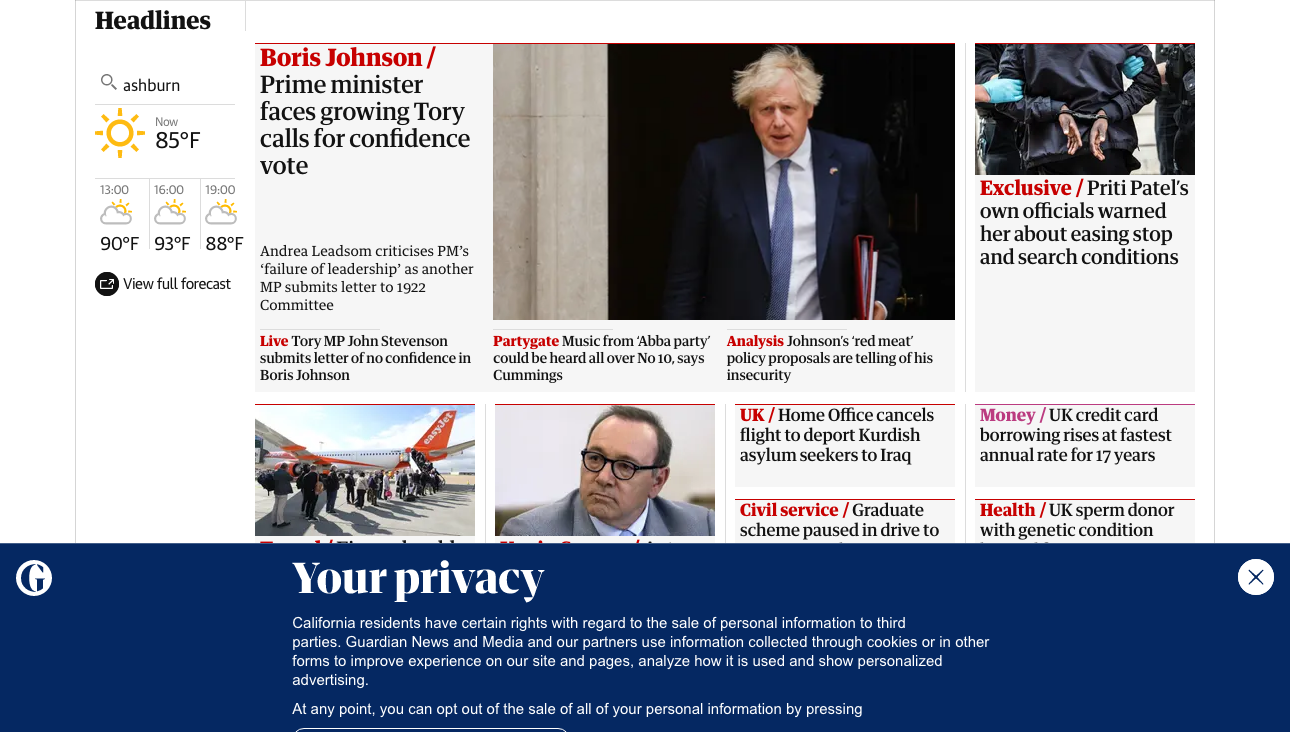 Headlines
ashburn
Now
85°F
13:00
16:00
19:00
90°F
93°F
88°F
View full forecast
Boris Johnson /
Prime minister
faces growing Tory
calls for confidence
vote
Andrea Leadsom criticises PM’s
‘failure of leadership’ as another
MP submits letter to 1922
Committee
Live Tory MP John Stevenson
submits letter of no confidence in
Boris Johnson
Partygate Music from ‘Abba party’
could be heard all over No 10, says
Cummings
Analysis Johnson’s ‘red meat’
policy proposals are telling of his
insecurity
Exclusive / Priti Patel’s
own officials warned
her about easing stop
and search conditions
easyJet
UK / Home Office cancels
flight to deport Kurdish
asylum seekers to Iraq
Money / UK credit card
borrowing rises at fastest
annual rate for 17 years
Civil service / Graduate
scheme paused in drive to
Health / UK sperm donor
with genetic condition
Your privacy
California residents have certain rights with regard to the sale of personal information to third
parties. Guardian News and Media and our partners use information collected through cookies or in other
forms to improve experience on our site and pages, analyze how it is used and show personalized
advertising.
At any point, you can opt out of the sale of all of your personal information by pressing